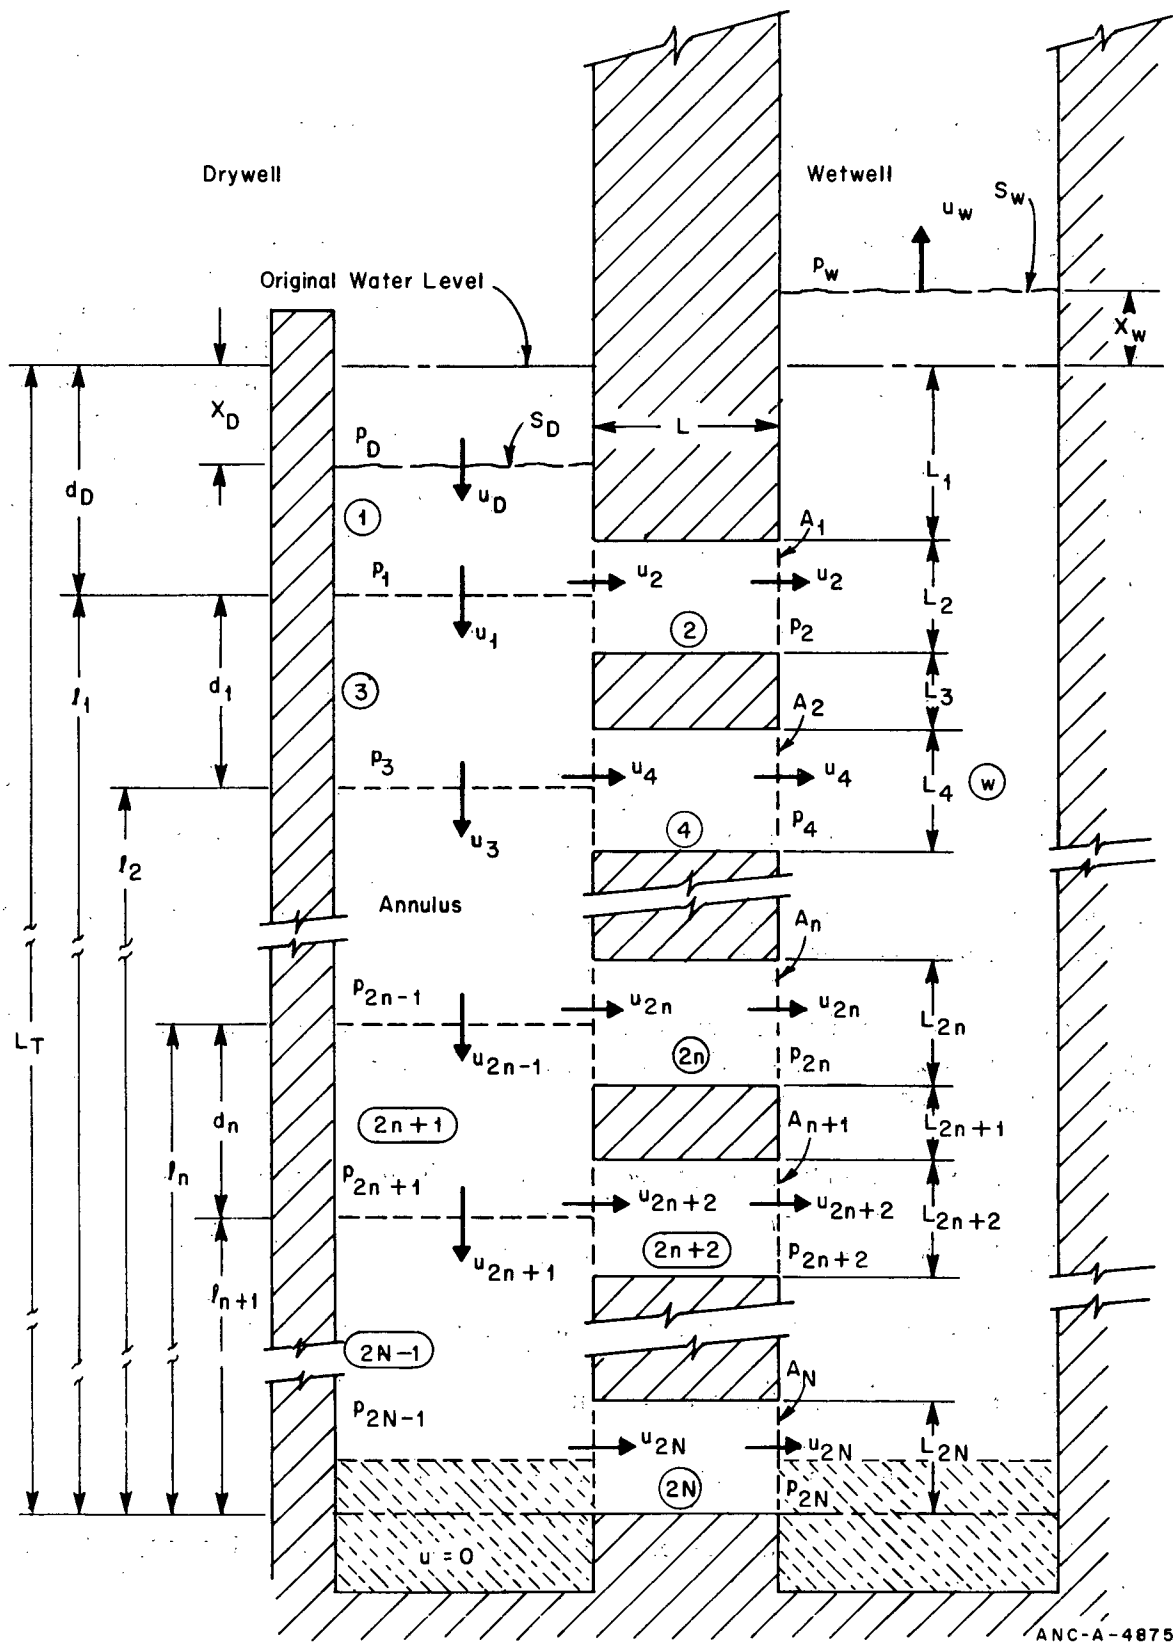 Drywell
Wetwell
S_w
u_w
p_w
Original Water Level
X_w
X_D
p_D
S_D
L
L_1
d_D
u_D
1
A_1
p_1
u_2
u_2
L_2
u_1
2
p_2
l_1
d_1
3
L_3
A_2
p_3
u_4
u_4
L_4
w
u_3
4
p_4
l_2
Annulus
A_n
p_2n-1
u_2n
u_2n
L_2n
L_T
u_2n-1
2n
p_2n
d_n
2n+1
A_n+1
L_2n+1
l_n
p_2n+1
u_2n+2
u_2n+2
L_2n+2
u_2n+1
2n+2
p_2n+2
l_n+1
2N-1
A_N
p_2N-1
u_2N
u_2N
L_2N
2N
p_2N
u=0
ANC-A-4875